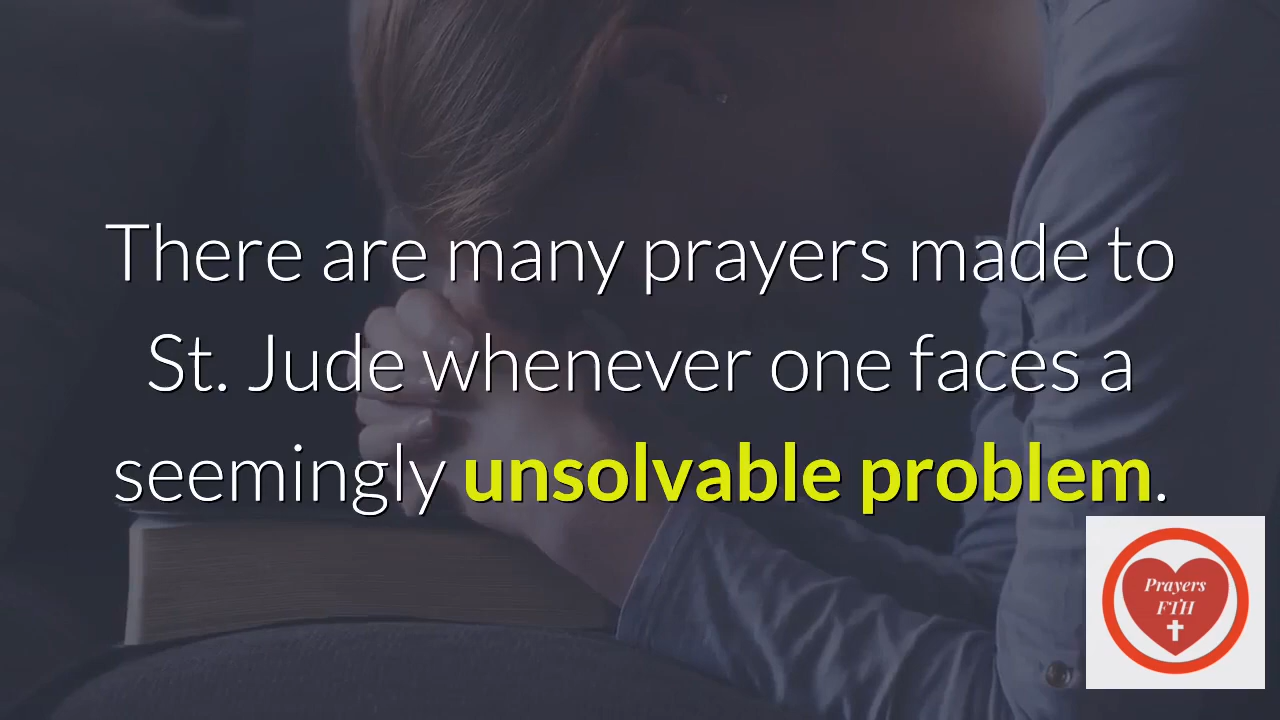 There are many prayers made to
St. Jude whenever one faces a
seemingly unsolvable problem.
Prayers
FTH